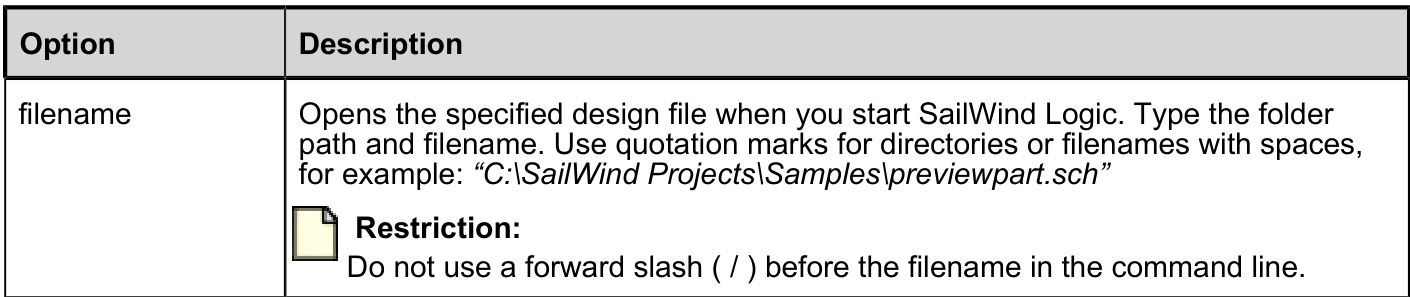 Option Description
filename Opens the specified design file when you start SailWind Logic. Type the folder
path and filename. Use quotation marks for directories or filenames with spaces,
for example: “C:\SailWind Projects\Samples\previewpart.sch”
Restriction:
Do not use a forward slash ( / ) before the filename in the command line.